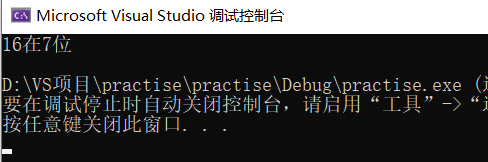 Microsoft Visual Studio 调试控制台
16在7位
D:\VS项目\practise\practise\Debug\practise.exe (
要在调试停止时自动关闭控制台，请启用“工具”->“
按任意键关闭此窗口. . .